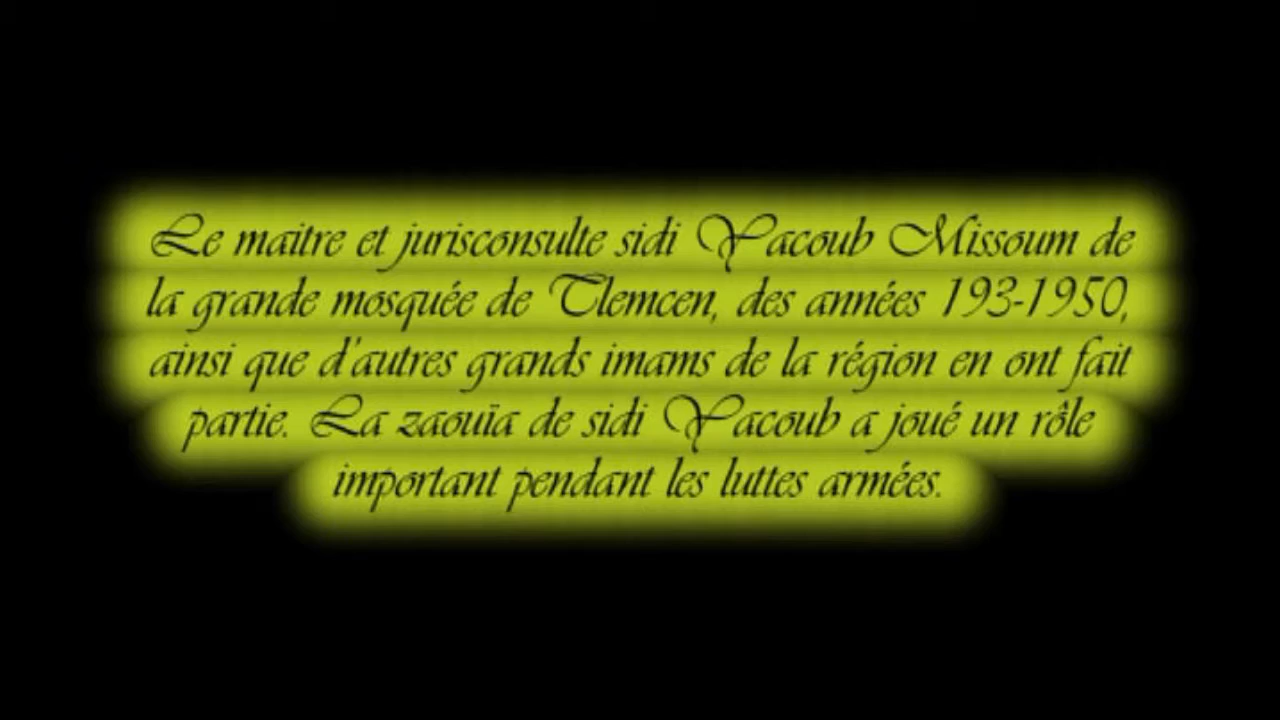 Le maitre et jurisconsulte sidi Yacoub Missoum de
la grande mosquée de Tlemcen, des années 193-1950,
ainsi que d'autres grands imams de la région en ont fait
partie. La zaouïa de sidi Yacoub a joué un rôle
important pendant les luttes armées.